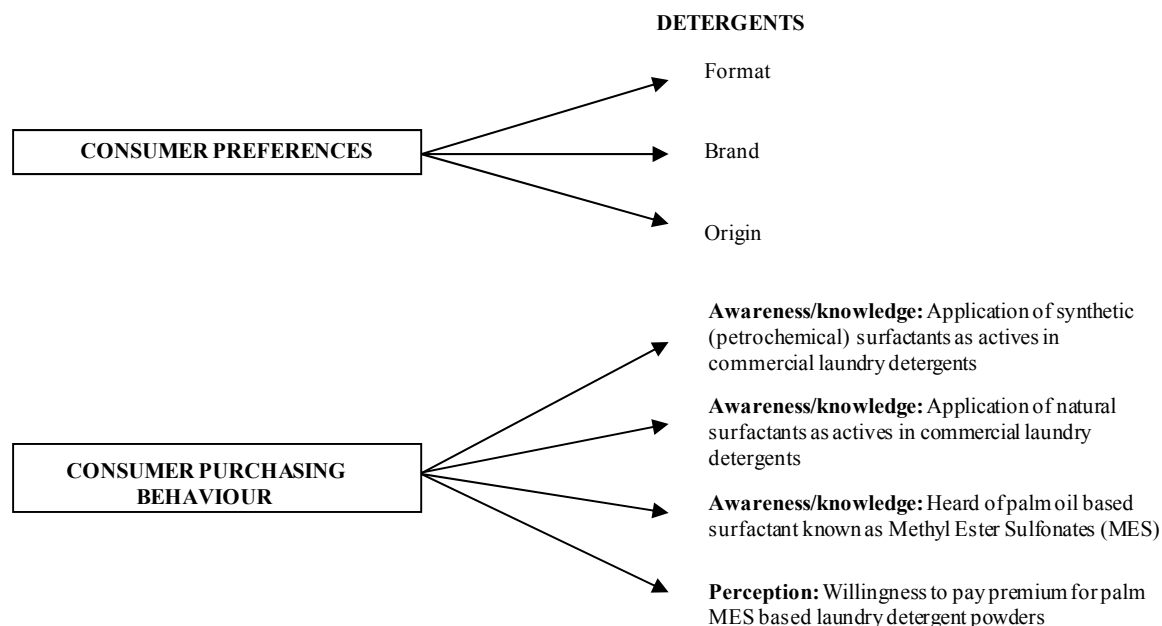 DETERGENTS
Format
CONSUMER PREFERENCES
Brand
Origin
Awareness/knowledge: Application of synthetic
(petrochemical) surfactants as actives in
commercial laundry detergents
Awareness/knowledge: Application of natural
surfactants as actives in commercial laundry
detergents
CONSUMER PURCHASING
BEHAVIOUR
Awareness/knowledge: Heard of palm oil based
surfactant known as Methyl Ester Sulfonates (MES)
Perception: Willingness to pay premium for palm
MES based laundry detergent powders